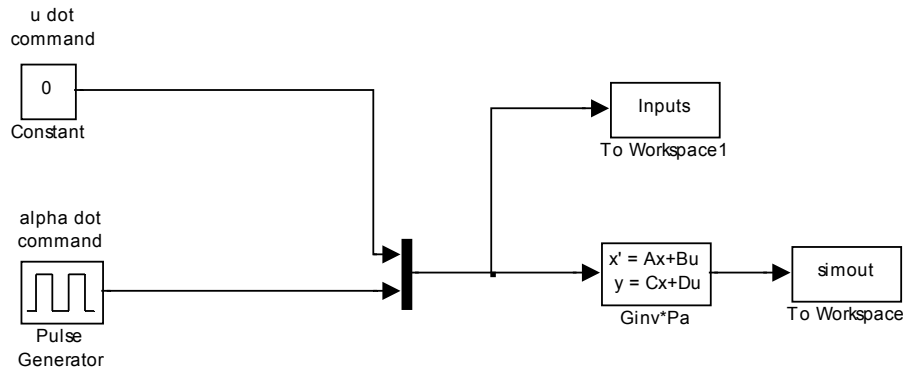 u dot
command
0
Constant
Inputs
To Workspace1
alpha dot
command
Pulse
Generator
x' = Ax+Bu
y = Cx+Du
Ginv*Pa
simout
To Workspace